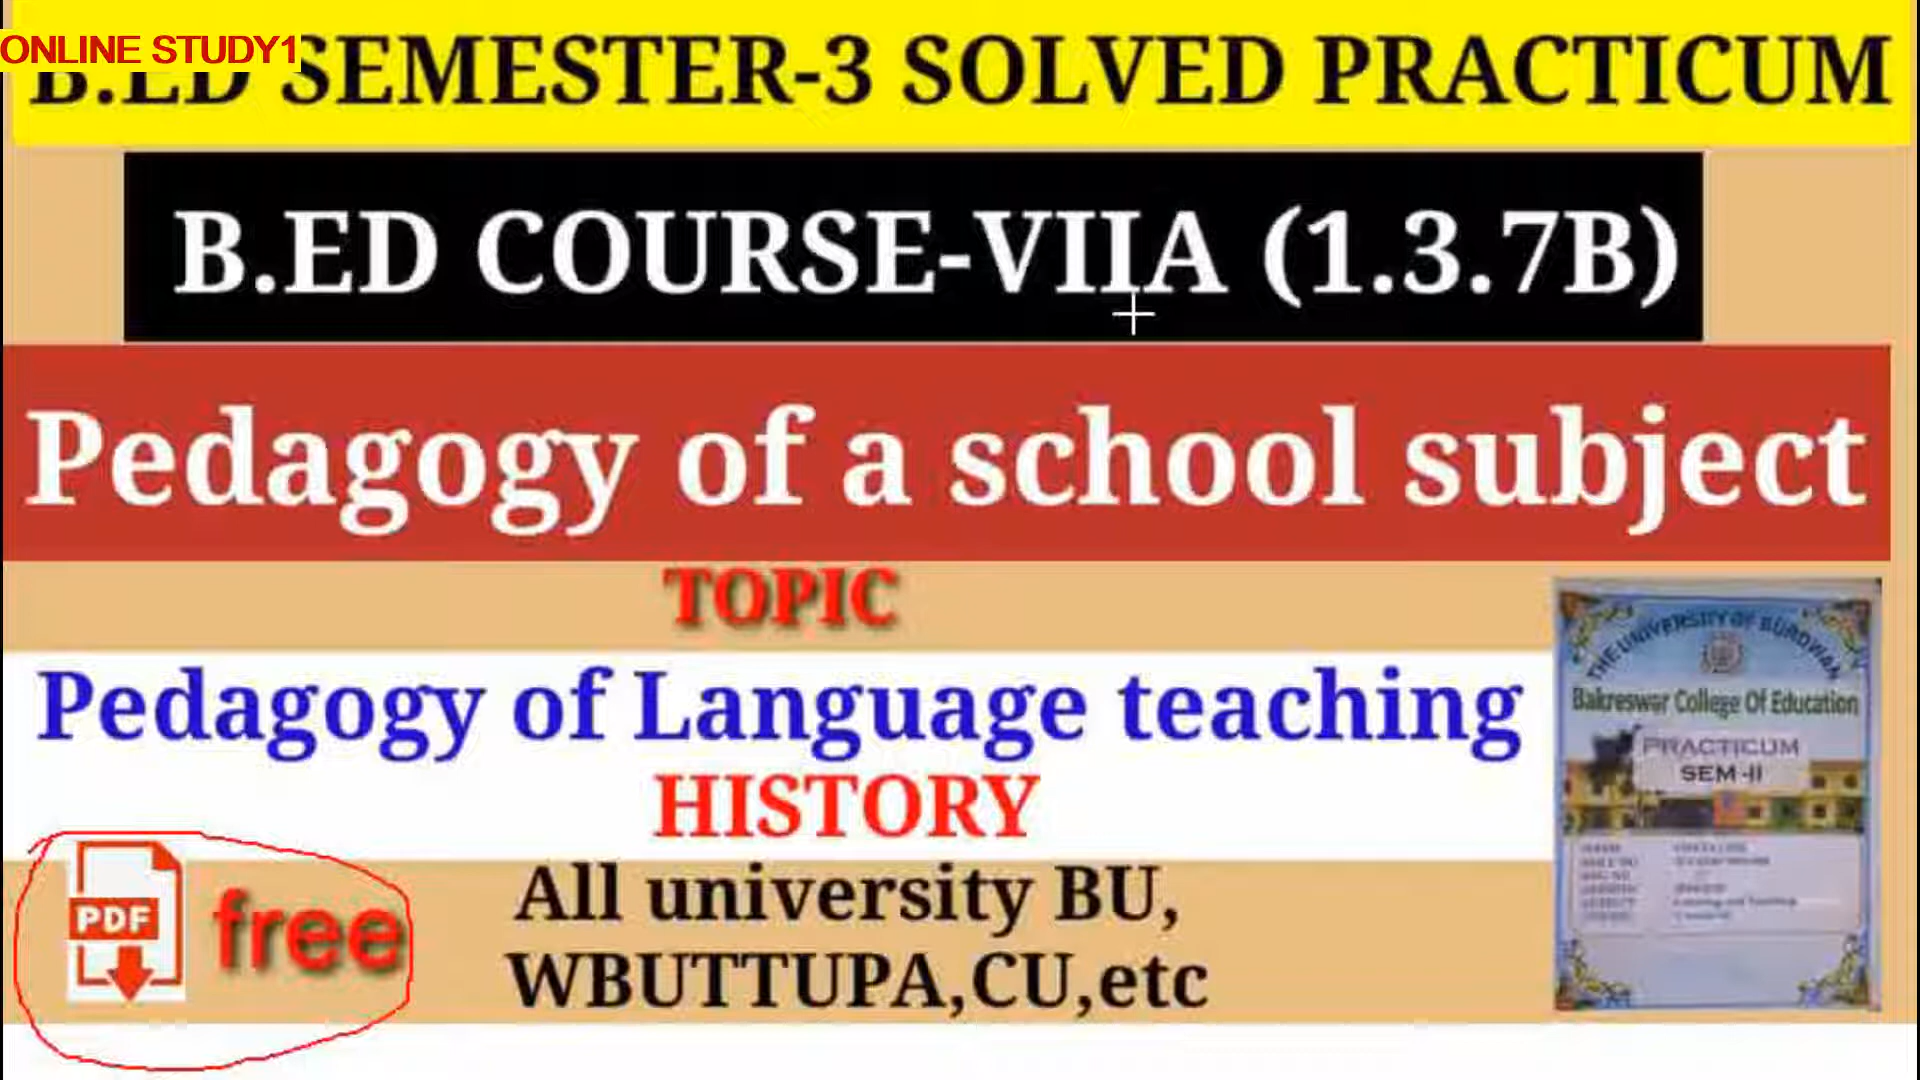 ONLINE STUDY1
B.ED SEMESTER-3 SOLVED PRACTICUM
B.ED COURSE-VIIA (1.3.7B)
Pedagogy of a school subject
TOPIC
Pedagogy of Language teaching
HISTORY
PDF
free
All university BU,
WBUTTUPA,CU,etc
THE UNIVERSITY OF BURDWAN
Bakreswar College Of Education
PRACTICUM
SEM-II